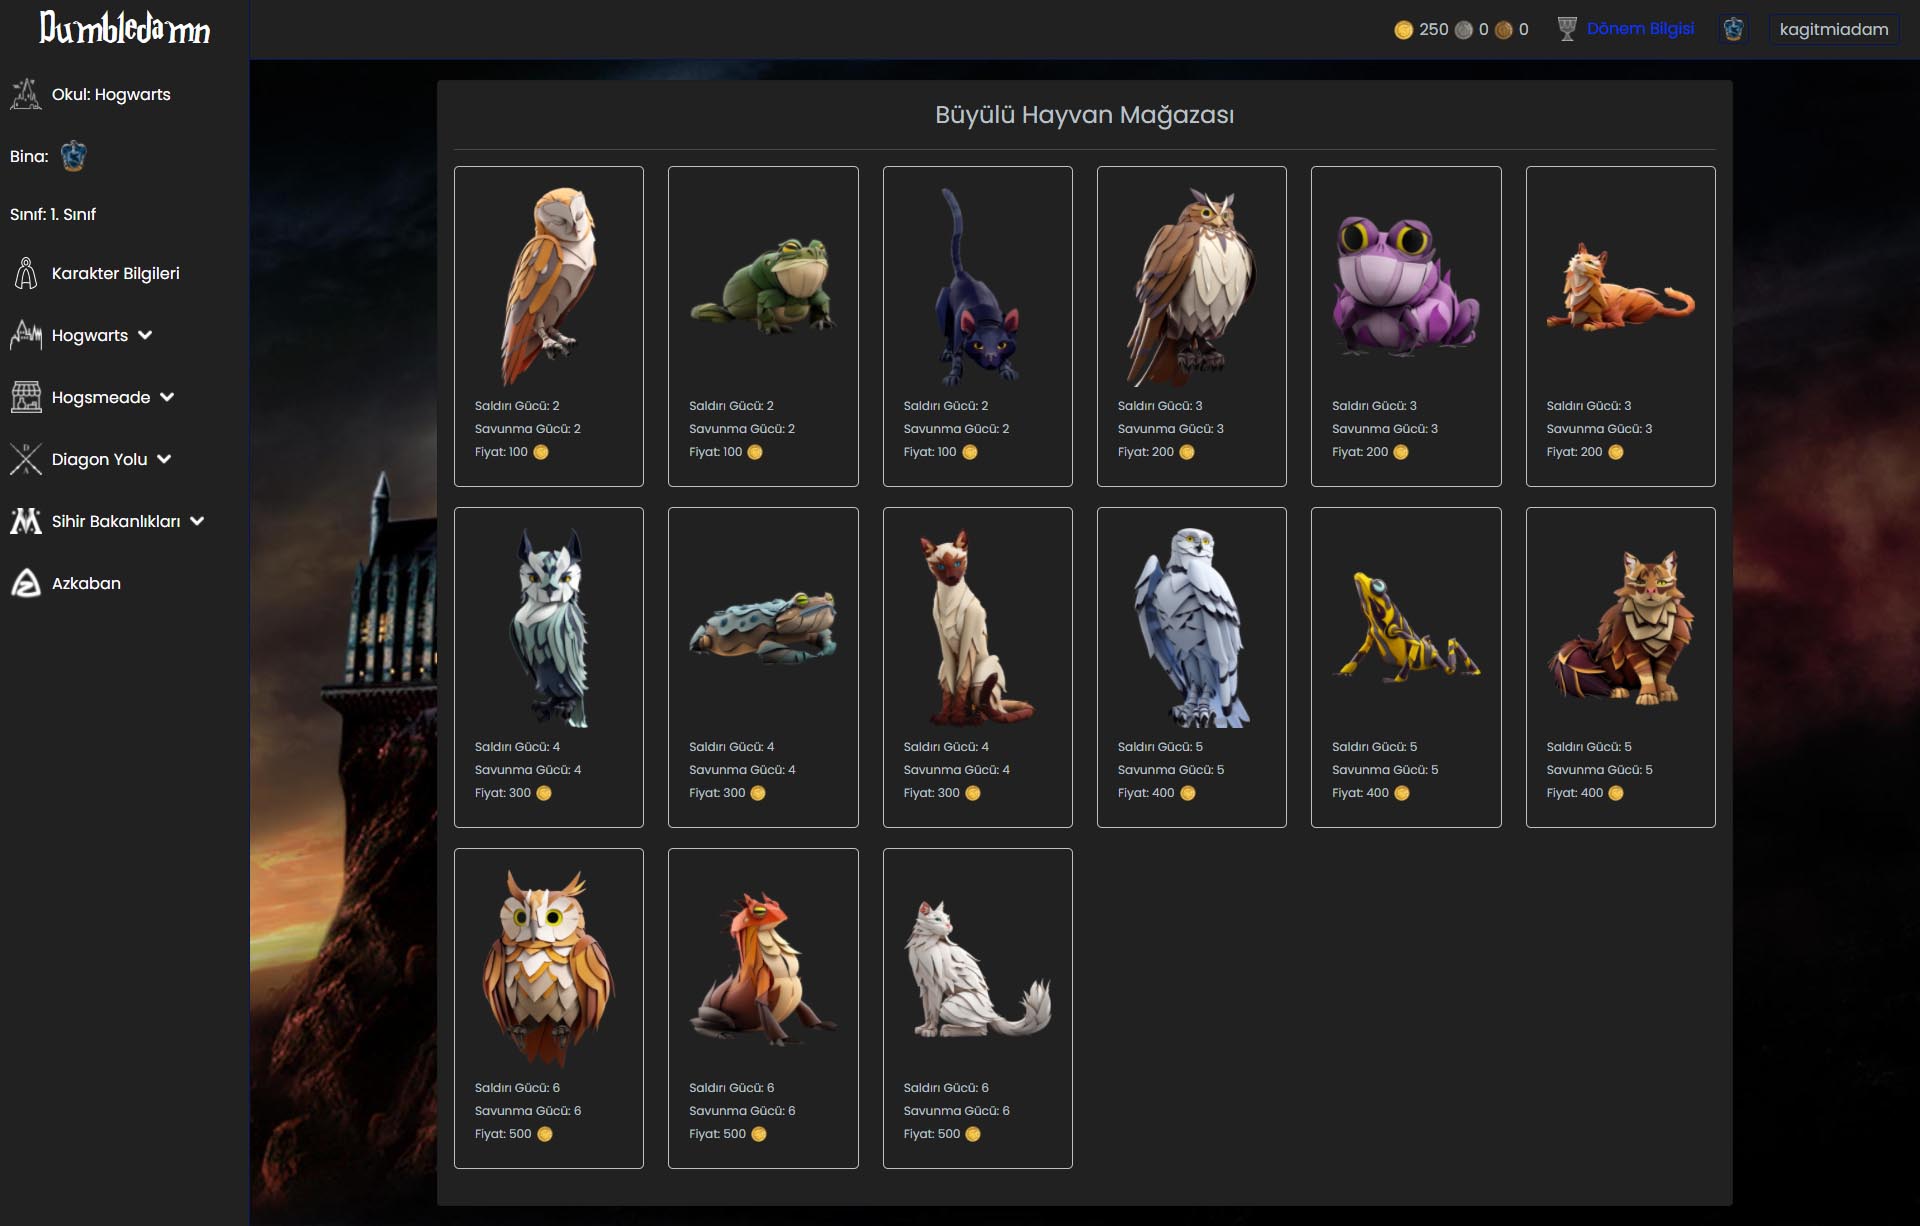 Dumbledamn
250 0 0 Dönem Bilgisi kagitmiadam
Okul: Hogwarts
Bina:
Sınıf: 1. Sınıf
Karakter Bilgileri
Hogwarts
Hogsmeade
Diagon Yolu
Sihir Bakanlıkları
Azkaban
Büyülü Hayvan Mağazası
Saldırı Gücü: 2
Savunma Gücü: 2
Fiyat: 100
Saldırı Gücü: 2
Savunma Gücü: 2
Fiyat: 100
Saldırı Gücü: 2
Savunma Gücü: 2
Fiyat: 100
Saldırı Gücü: 3
Savunma Gücü: 3
Fiyat: 200
Saldırı Gücü: 3
Savunma Gücü: 3
Fiyat: 200
Saldırı Gücü: 3
Savunma Gücü: 3
Fiyat: 200
Saldırı Gücü: 4
Savunma Gücü: 4
Fiyat: 300
Saldırı Gücü: 4
Savunma Gücü: 4
Fiyat: 300
Saldırı Gücü: 4
Savunma Gücü: 4
Fiyat: 300
Saldırı Gücü: 5
Savunma Gücü: 5
Fiyat: 400
Saldırı Gücü: 5
Savunma Gücü: 5
Fiyat: 400
Saldırı Gücü: 5
Savunma Gücü: 5
Fiyat: 400
Saldırı Gücü: 6
Savunma Gücü: 6
Fiyat: 500
Saldırı Gücü: 6
Savunma Gücü: 6
Fiyat: 500
Saldırı Gücü: 6
Savunma Gücü: 6
Fiyat: 500